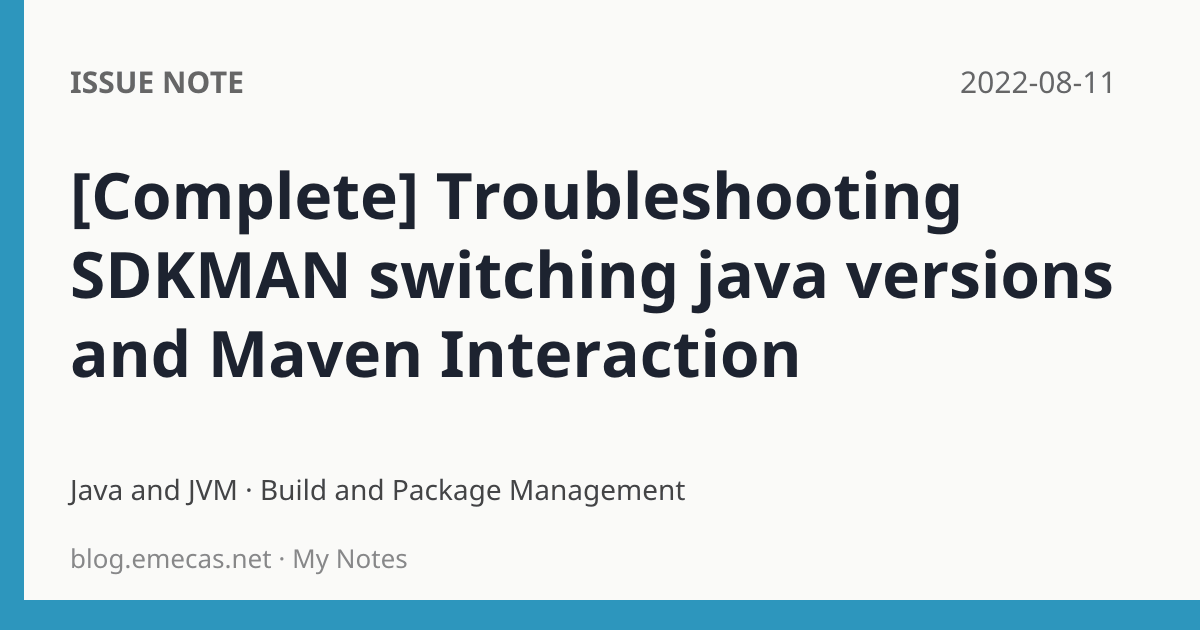 ISSUE NOTE
2022-08-11
[Complete] Troubleshooting
SDKMAN switching java versions
and Maven Interaction
Java and JVM · Build and Package Management
blog.emecas.net · My Notes